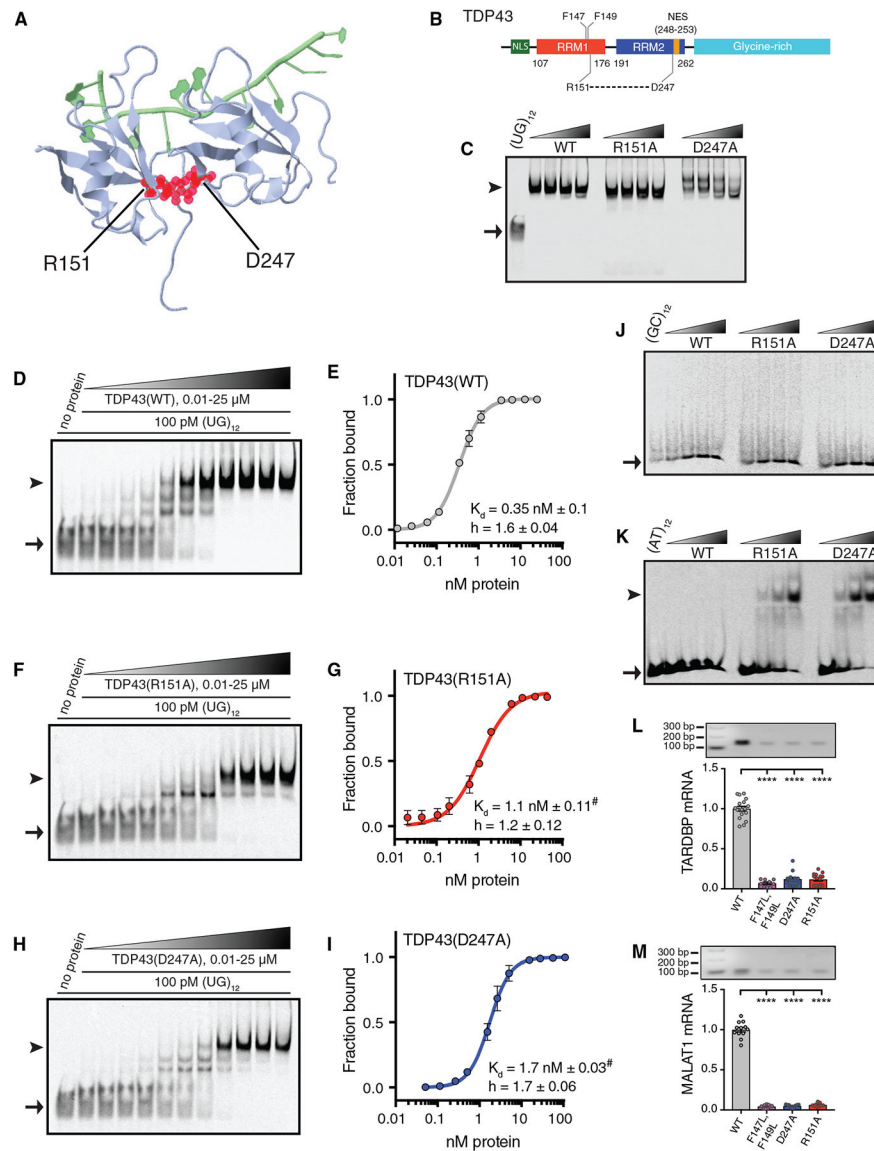 A
R151
D247
B
TDP43
F147
F149
NES
(248-253)
NLS
RRM1
RRM2
Glycine-rich
107
176
191
262
R151
D247
C
(UG)12
WT
R151A
D247A
D
no protein
TDP43(WT), 0.01-25 µM
100 pM (UG)12
E
TDP43(WT)
Fraction bound
1.0
0.5
0.0
Kd = 0.35 nM ± 0.1
h = 1.6 ± 0.04
0.01
0.1
1
10
100
nM protein
F
no protein
TDP43(R151A), 0.01-25 µM
100 pM (UG)12
G
TDP43(R151A)
Fraction bound
1.0
0.5
0.0
Kd = 1.1 nM ± 0.11#
h = 1.2 ± 0.12
0.01
0.1
1
10
100
nM protein
H
no protein
TDP43(D247A), 0.01-25 µM
100 pM (UG)12
I
TDP43(D247A)
Fraction bound
1.0
0.5
0.0
Kd = 1.7 nM ± 0.03#
h = 1.7 ± 0.06
0.01
0.1
1
10
100
nM protein
J
(GC)12
WT
R151A
D247A
K
(AT)12
WT
R151A
D247A
L
300 bp
200 bp
100 bp
TARDBP mRNA
1.5
1.0
0.5
0.0
****
****
****
WT
F147L,
F149L
D247A
R151A
M
300 bp
200 bp
100 bp
MALAT1 mRNA
1.5
1.0
0.5
0.0
****
****
****
WT
F147L,
F149L
D247A
R151A